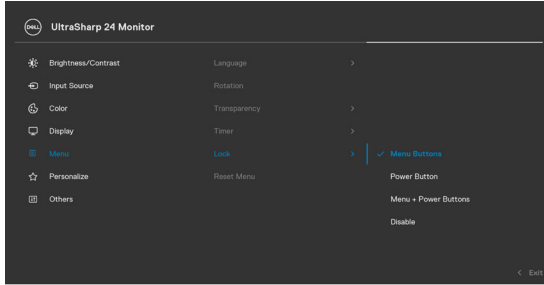 DELL UltraSharp 24 Monitor
Brightness/Contrast Language >
Input Source Rotation
Color Transparency >
Display Timer >
Menu Lock > ✓ Menu Buttons
Personalize Reset Menu Power Button
Others Menu + Power Buttons
Disable
< Exit